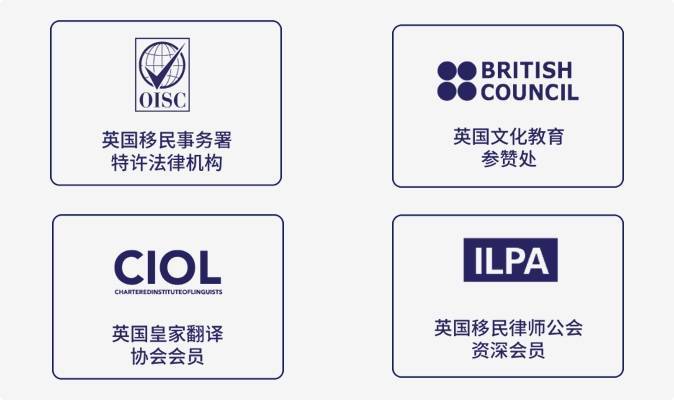 OISC
英国移民事务署
特许法律机构
BRITISH
COUNCIL
英国文化教育
参赞处
CIOL
CHARTEREDINSTITUTEOFLINGUISTS
英国皇家翻译
协会会员
ILPA
英国移民律师公会
资深会员